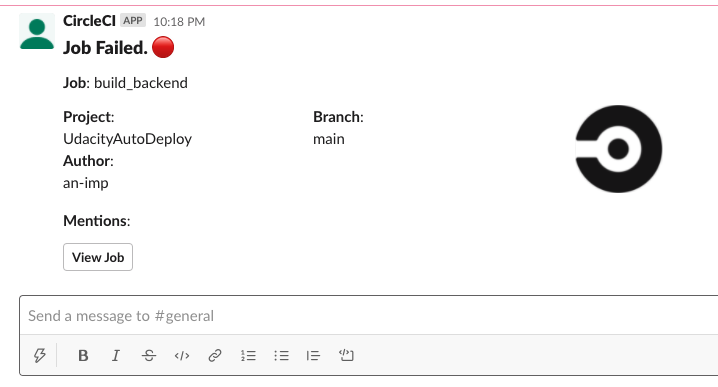 CircleCI APP 10:18 PM
Job Failed.
Job: build_backend
Project: Branch:
UdacityAutoDeploy main
Author:
an-imp
Mentions:
View Job
Send a message to #general
B I S </>